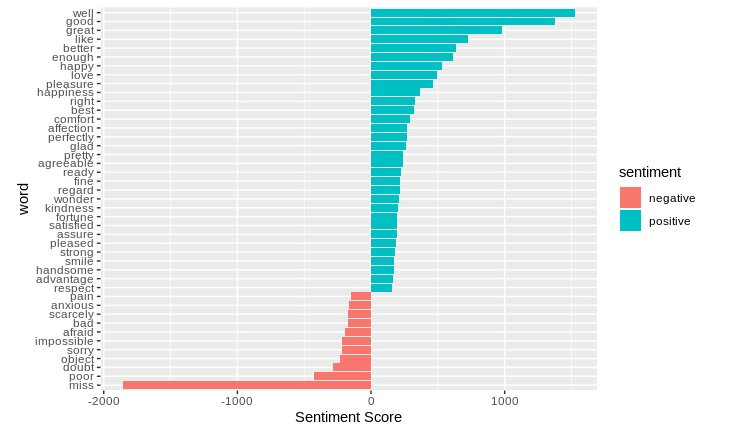 well
good
great
like
better
enough
happy
love
pleasure
happiness
right
best
comfort
affection
perfectly
glad
pretty
agreeable
ready
fine
regard
wonder
kindness
fortune
satisfied
assure
pleased
strong
smile
handsome
advantage
respect
pain
anxious
scarcely
bad
afraid
impossible
sorry
object
doubt
poor
miss
word
-2000 -1000 0 1000
Sentiment Score
sentiment
negative
positive